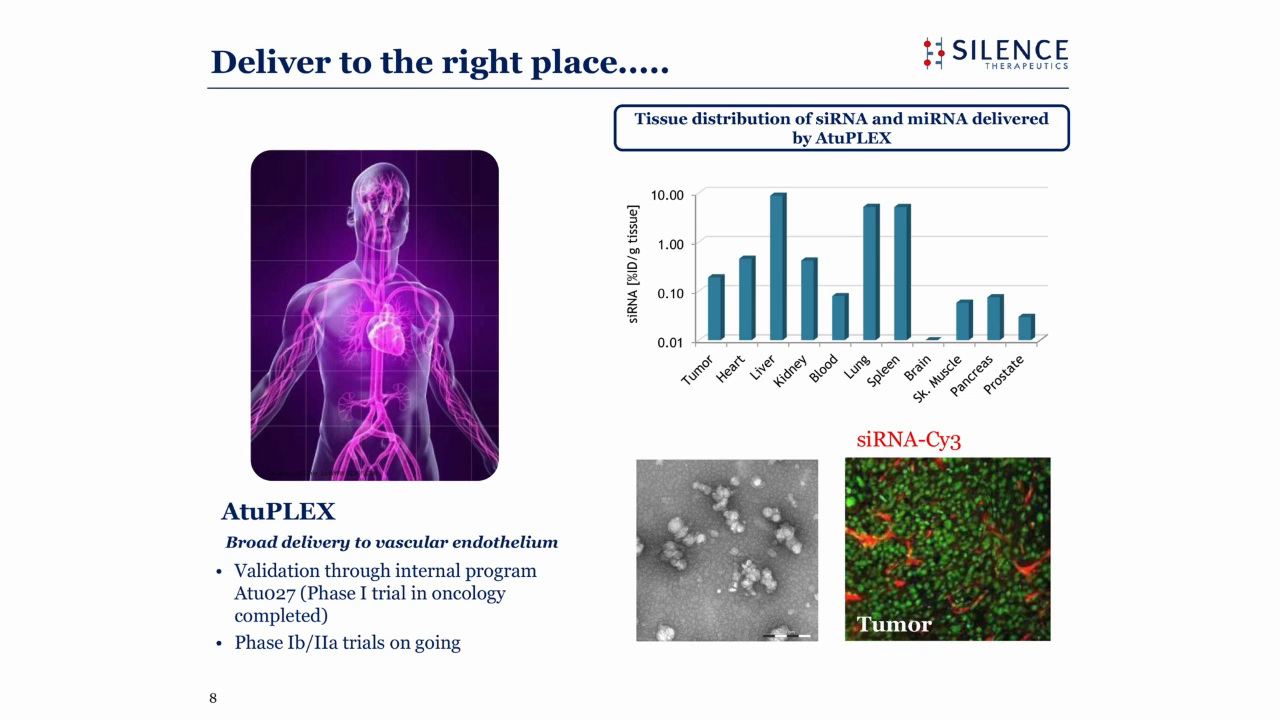 Deliver to the right place.....
SILENCE
THERAPEUTICS
Tissue distribution of siRNA and miRNA delivered
by AtuPLEX
siRNA [%ID/g tissue]
10.00
1.00
0.10
0.01
Tumor
Heart
Liver
Kidney
Blood
Lung
Spleen
Brain
Sk. Muscle
Pancreas
Prostate
siRNA-Cy3
Tumor
AtuPLEX
Broad delivery to vascular endothelium
• Validation through internal program
Atu027 (Phase I trial in oncology
completed)
• Phase Ib/IIa trials on going
8